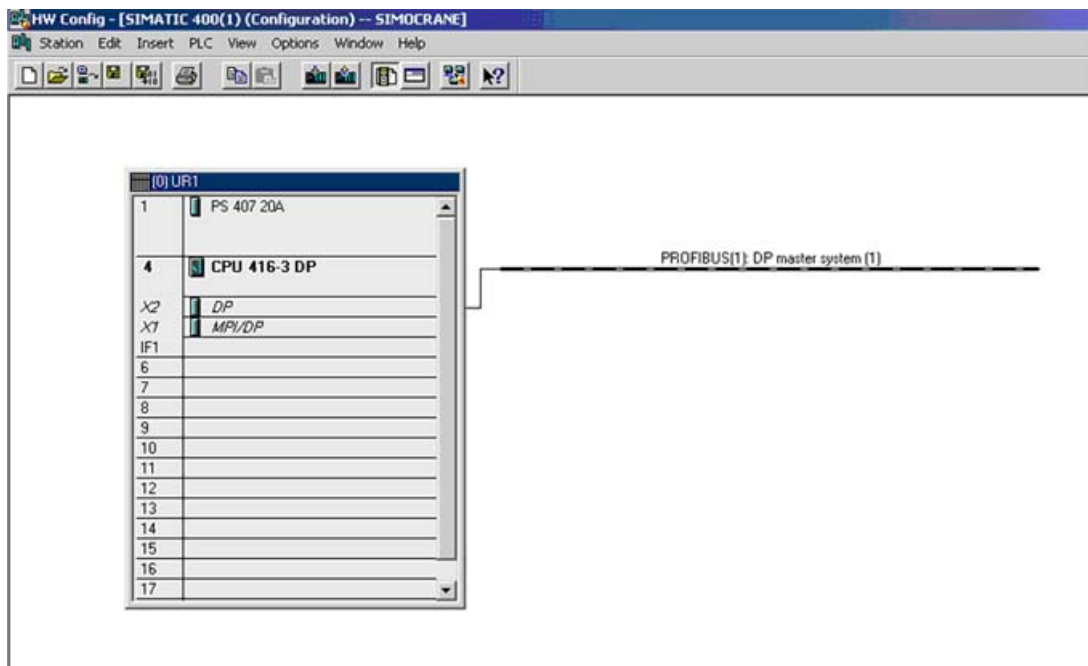 HW Config - [SIMATIC 400(1) (Configuration) -- SIMOCRANE]
Station Edit Insert PLC View Options Window Help
(0) UR1
1 PS 407 20A
4 CPU 416-3 DP
X2 DP
X1 MPI/DP
IF1
6
7
8
9
10
11
12
13
14
15
16
17
PROFIBUS(1): DP master system (1)